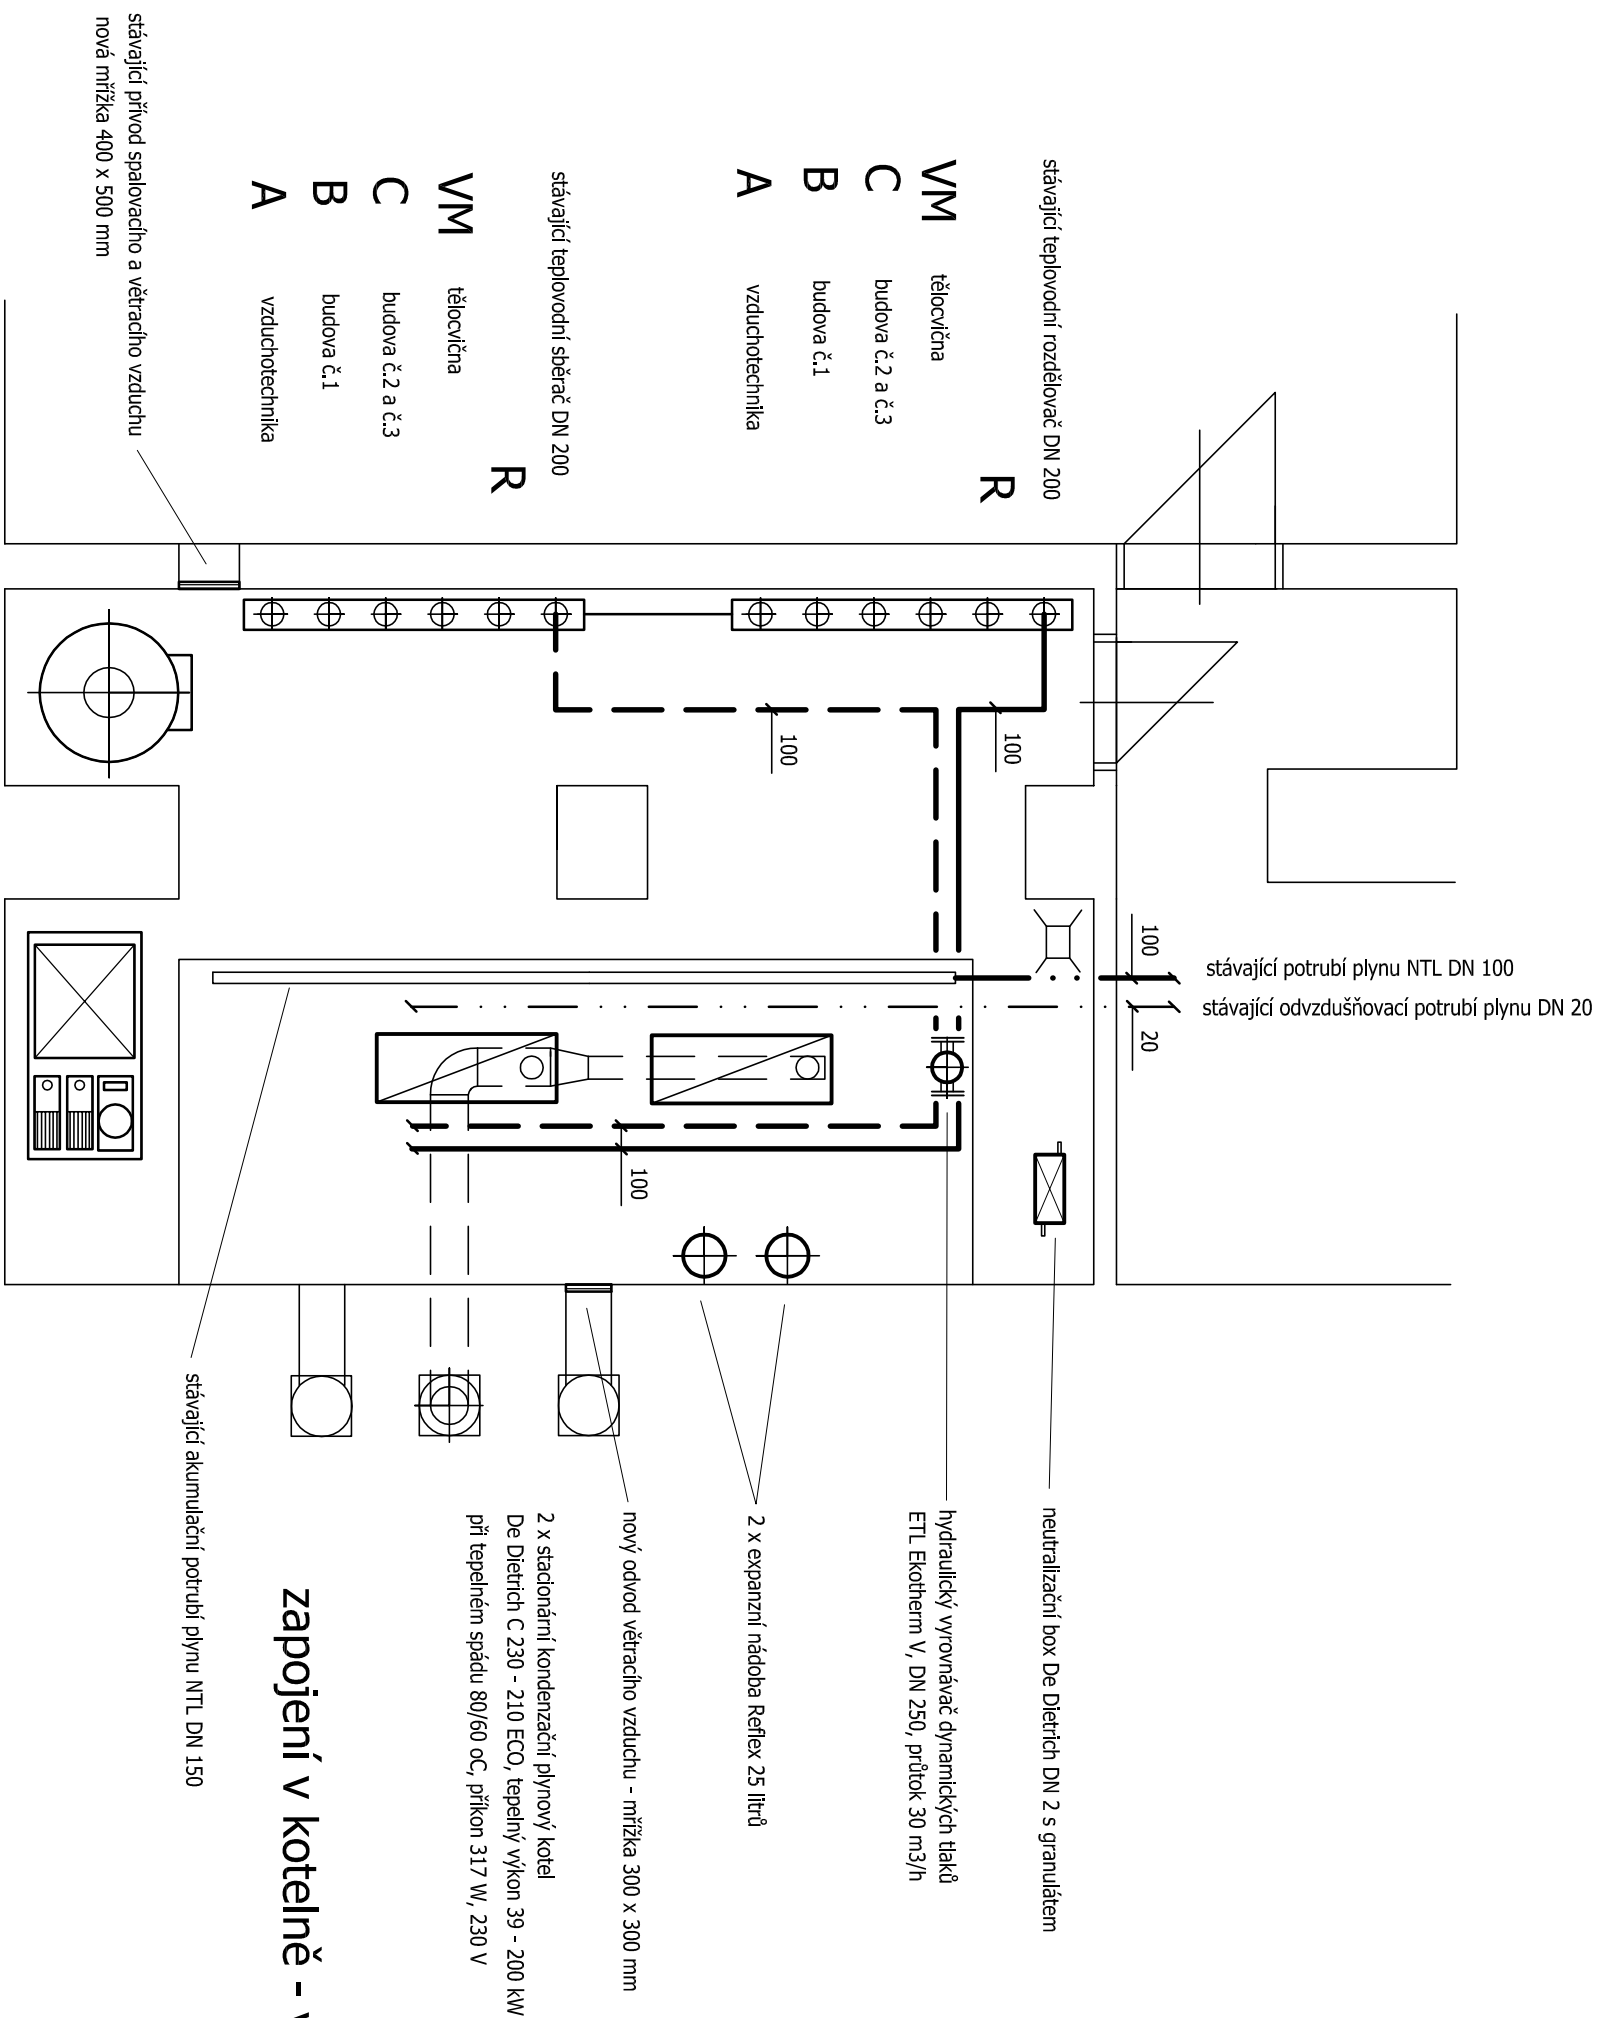 stávající přívod spalovacího a větracího vzduchu
nová mřížka 400 x 500 mm
stávající teplovodní rozdělovač DN 200
R
VM tělocvična
C budova č.2 a č.3
B budova č.1
A vzduchotechnika
stávající teplovodní sběrač DN 200
R
VM tělocvična
C budova č.2 a č.3
B budova č.1
A vzduchotechnika
100
100
100
stávající potrubí plynu NTL DN 100
stávající odvzdušňovací potrubí plynu DN 20
20
100
neutralizační box De Dietrich DN 2 s granulátem
hydraulický vyrovnávač dynamických tlaků
ETL Ekotherm V, DN 250, průtok 30 m3/h
2 x expanzní nádoba Reflex 25 litrů
nový odvod větracího vzduchu - mřížka 300 x 300 mm
2 x stacionární kondenzační plynový kotel
De Dietrich C 230 - 210 ECO, tepelný výkon 39 - 200 kW
při tepelném spádu 80/60 oC, příkon 317 W, 230 V
stávající akumulační potrubí plynu NTL DN 150
zapojení v kotelně -